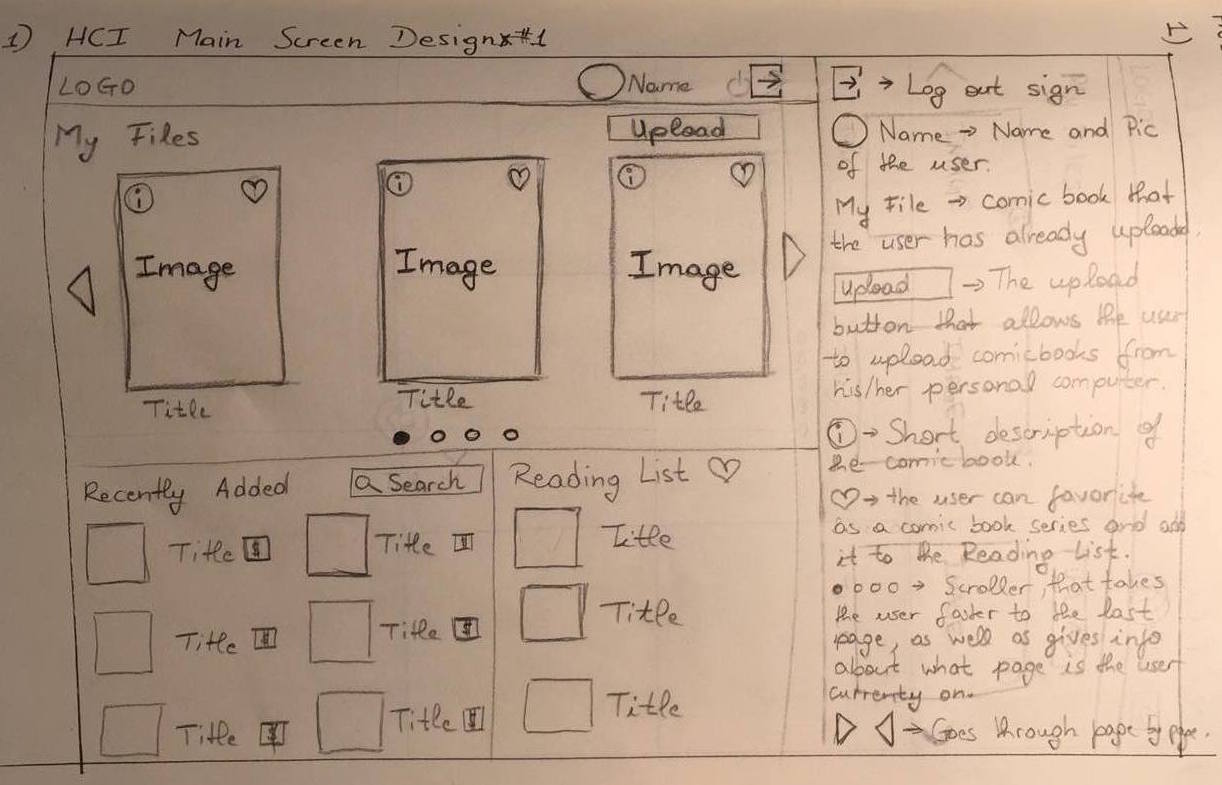 1) HCI Main Screen Design #1
LOGO
Name
My Files
Upload
i
i
i
Image
Image
Image
Title
Title
Title
Recently Added
Search
Title $
Title $
Title $
Title $
Title $
Title $
Reading List
Title
Title
Title
→ Log out sign
Name → Name and Pic
of the user.
My File → comic book that
the user has already uploaded.
Upload → The upload
button that allows the user
to upload comicbooks from
his/her personal computer.
i → Short description of
the comic book.
♡ → the user can favorite
as a comic book series and add
it to the Reading List.
→ Scroller, that takes
the user faster to the last
page, as well as gives info
about what page is the user
currenty on.
▷ ◁ → Goes through page by page.